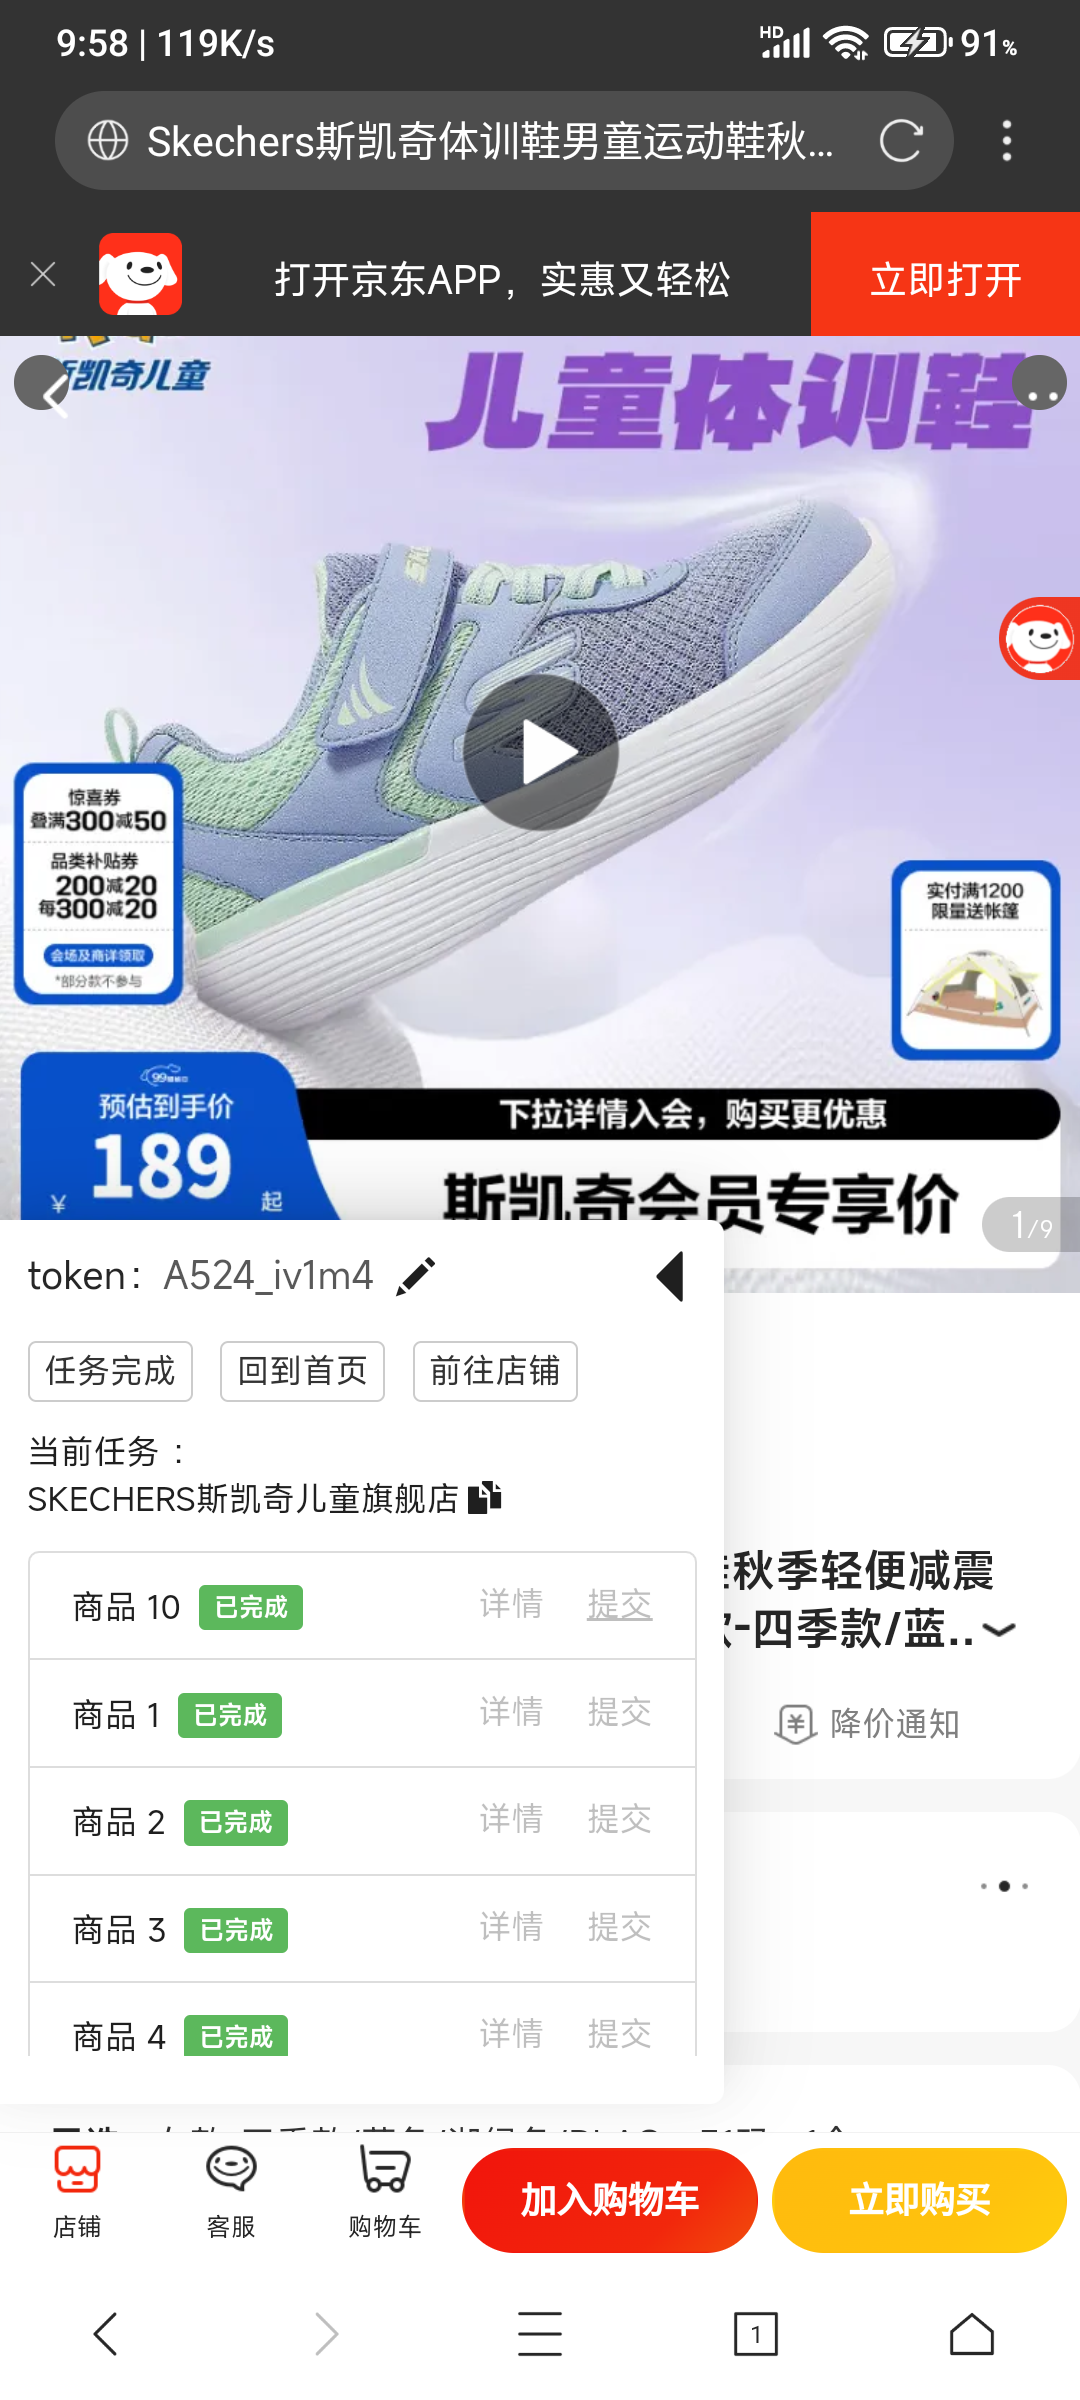 9:58 | 119K/s
HD
91%
Skechers斯凯奇体训鞋男童运动鞋秋...
打开京东APP，实惠又轻松
立即打开
斯凯奇儿童
儿童体训鞋
惊喜券
叠满300减50
品类补贴券
200减20
每300减20
会场及商详领取
*部分款不参与
实付满1200
限量送帐篷
预估到手价
¥ 189 起
下拉详情入会，购买更优惠
斯凯奇会员专享价
1/9
token： A524_iv1m4
任务完成
回到首页
前往店铺
当前任务 ：
SKECHERS斯凯奇儿童旗舰店
商品 10 已完成 详情 提交
商品 1 已完成 详情 提交
商品 2 已完成 详情 提交
商品 3 已完成 详情 提交
商品 4 已完成 详情 提交
秋季轻便减震
-四季款/蓝..
降价通知
店铺
客服
购物车
加入购物车
立即购买
1